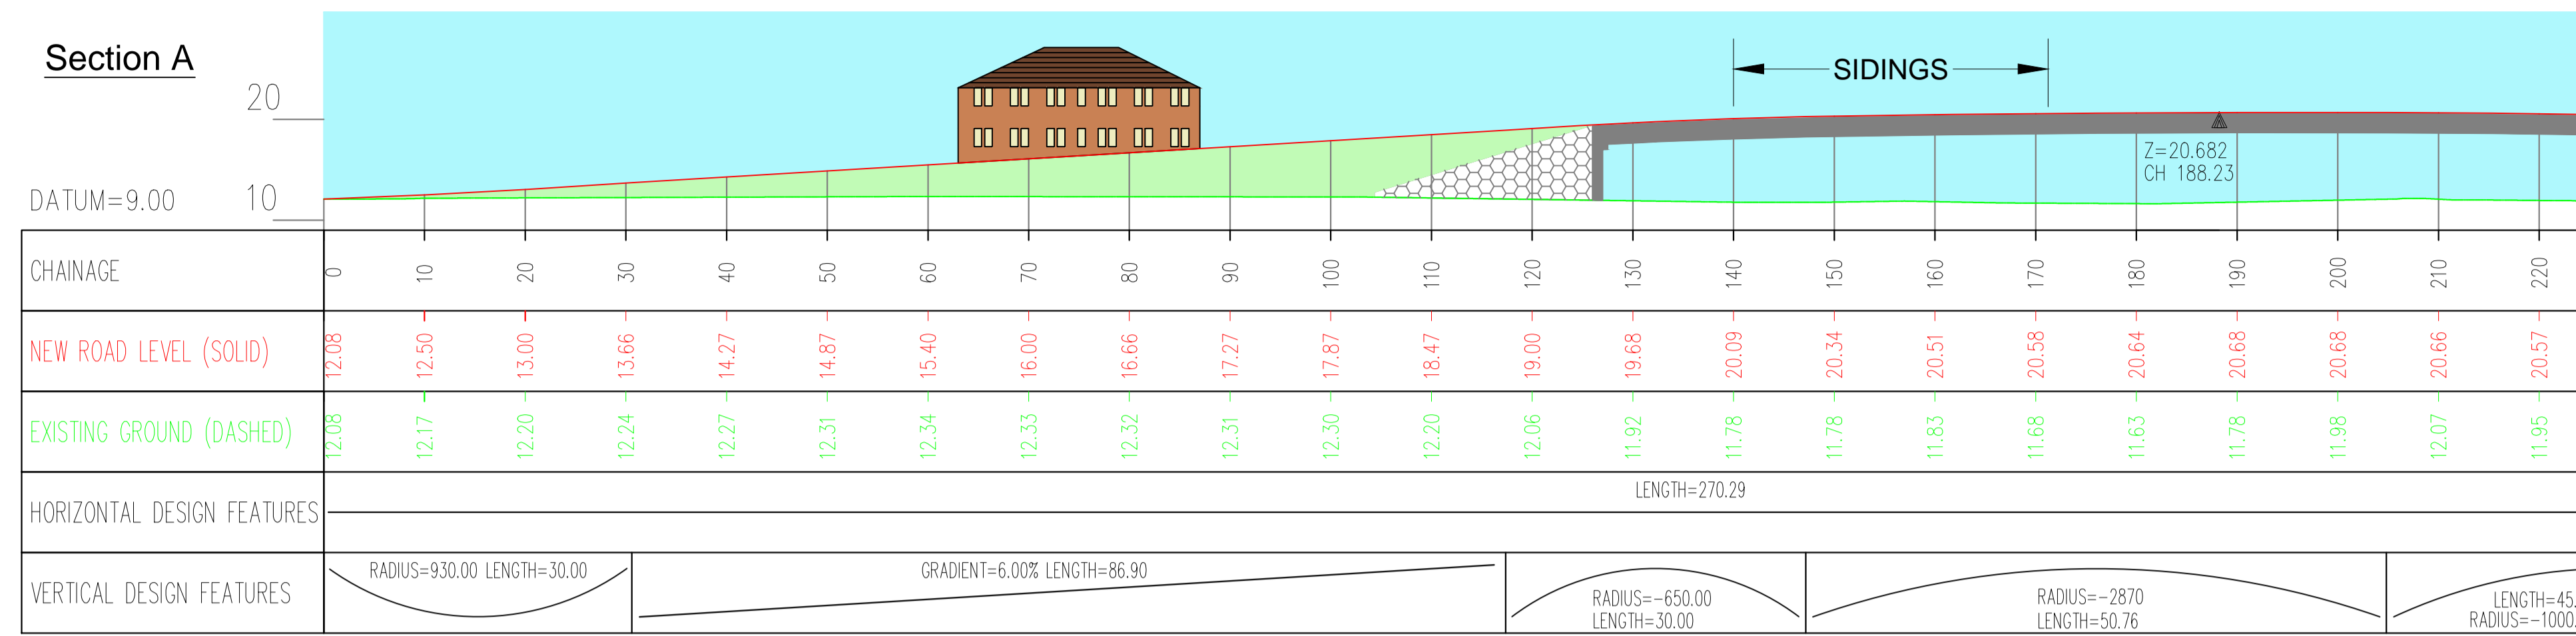 Section A
SIDINGS
20
10
DATUM=9.00
Z=20.682
CH 188.23
CHAINAGE 0 10 20 30 40 50 60 70 80 90 100 110 120 130 140 150 160 170 180 190 200 210 220
NEW ROAD LEVEL (SOLID) 12.08 12.50 13.00 13.66 14.27 14.87 15.40 16.00 16.66 17.27 17.87 18.47 19.00 19.68 20.09 20.34 20.51 20.58 20.64 20.68 20.68 20.66 20.57
EXISTING GROUND (DASHED) 12.08 12.17 12.20 12.24 12.27 12.31 12.34 12.33 12.32 12.31 12.30 12.20 12.06 11.92 11.78 11.78 11.83 11.68 11.63 11.78 11.98 12.07 11.95
HORIZONTAL DESIGN FEATURES
LENGTH=270.29
VERTICAL DESIGN FEATURES
RADIUS=930.00 LENGTH=30.00
GRADIENT=6.00% LENGTH=86.90
RADIUS=-650.00
LENGTH=30.00
RADIUS=-2870
LENGTH=50.76
LENGTH=45.
RADIUS=-1000